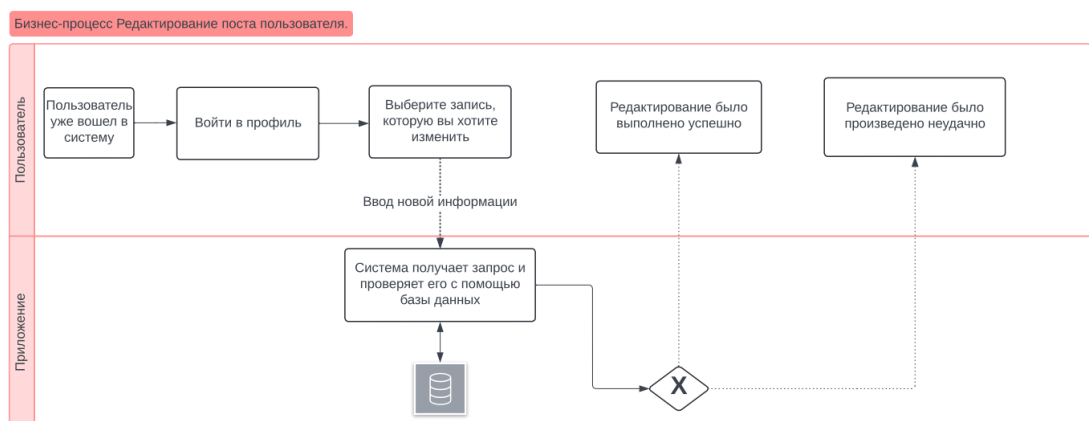 Бизнес-процесс Редактирование поста пользователя.
Пользователь
Пользователь
уже вошел в
систему
Войти в профиль
Выберите запись,
которую вы хотите
изменить
Редактирование было
выполнено успешно
Редактирование было
произведено неудачно
Ввод новой информации
Приложение
Система получает запрос и
проверяет его с помощью
базы данных
X